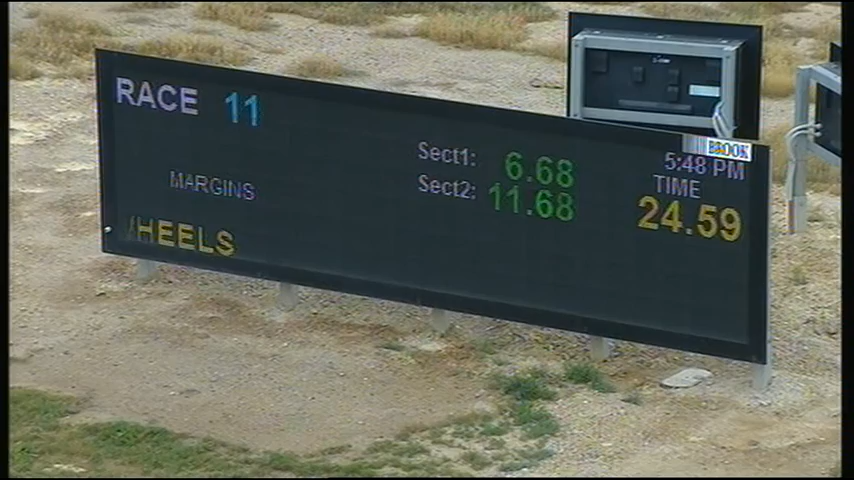 RACE 11
BROOK
Sect1: 6.68 5:48 PM
MARGINS Sect2: 11.68 TIME
24.59
HEELS